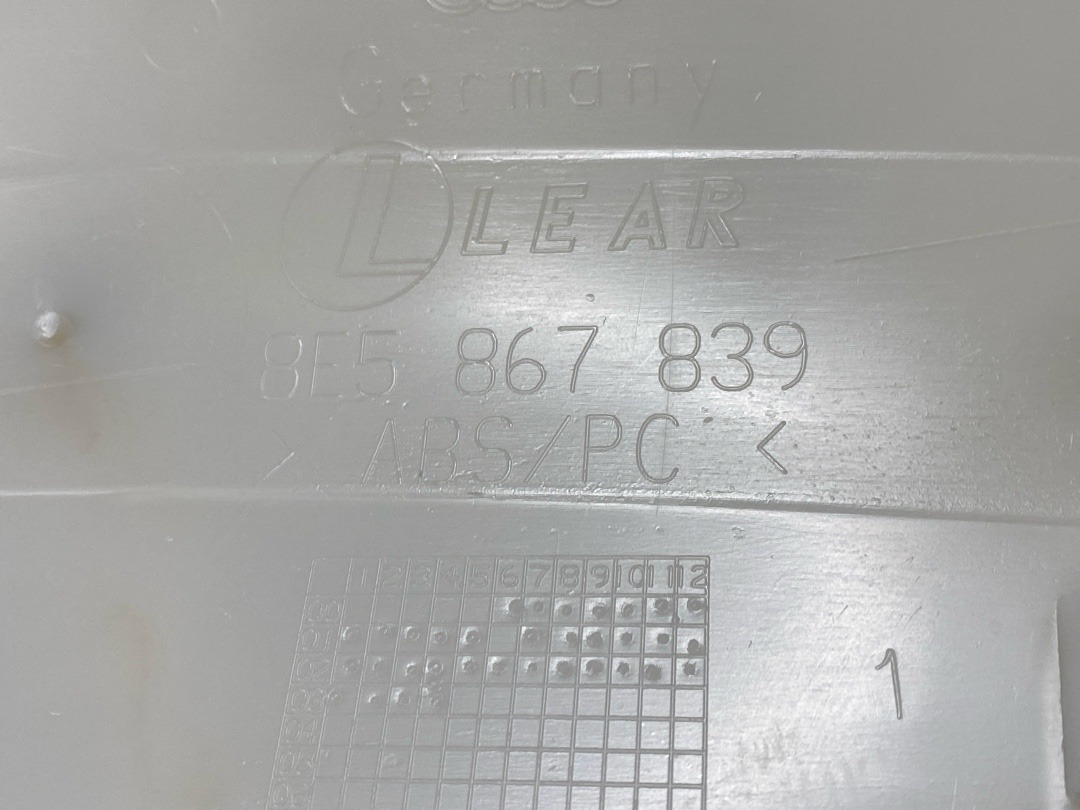 Germany
L LEAR
8E5 867 839
> ABS/PC <
1 2 3 4 5 6 7 8 9 10 11 12
1